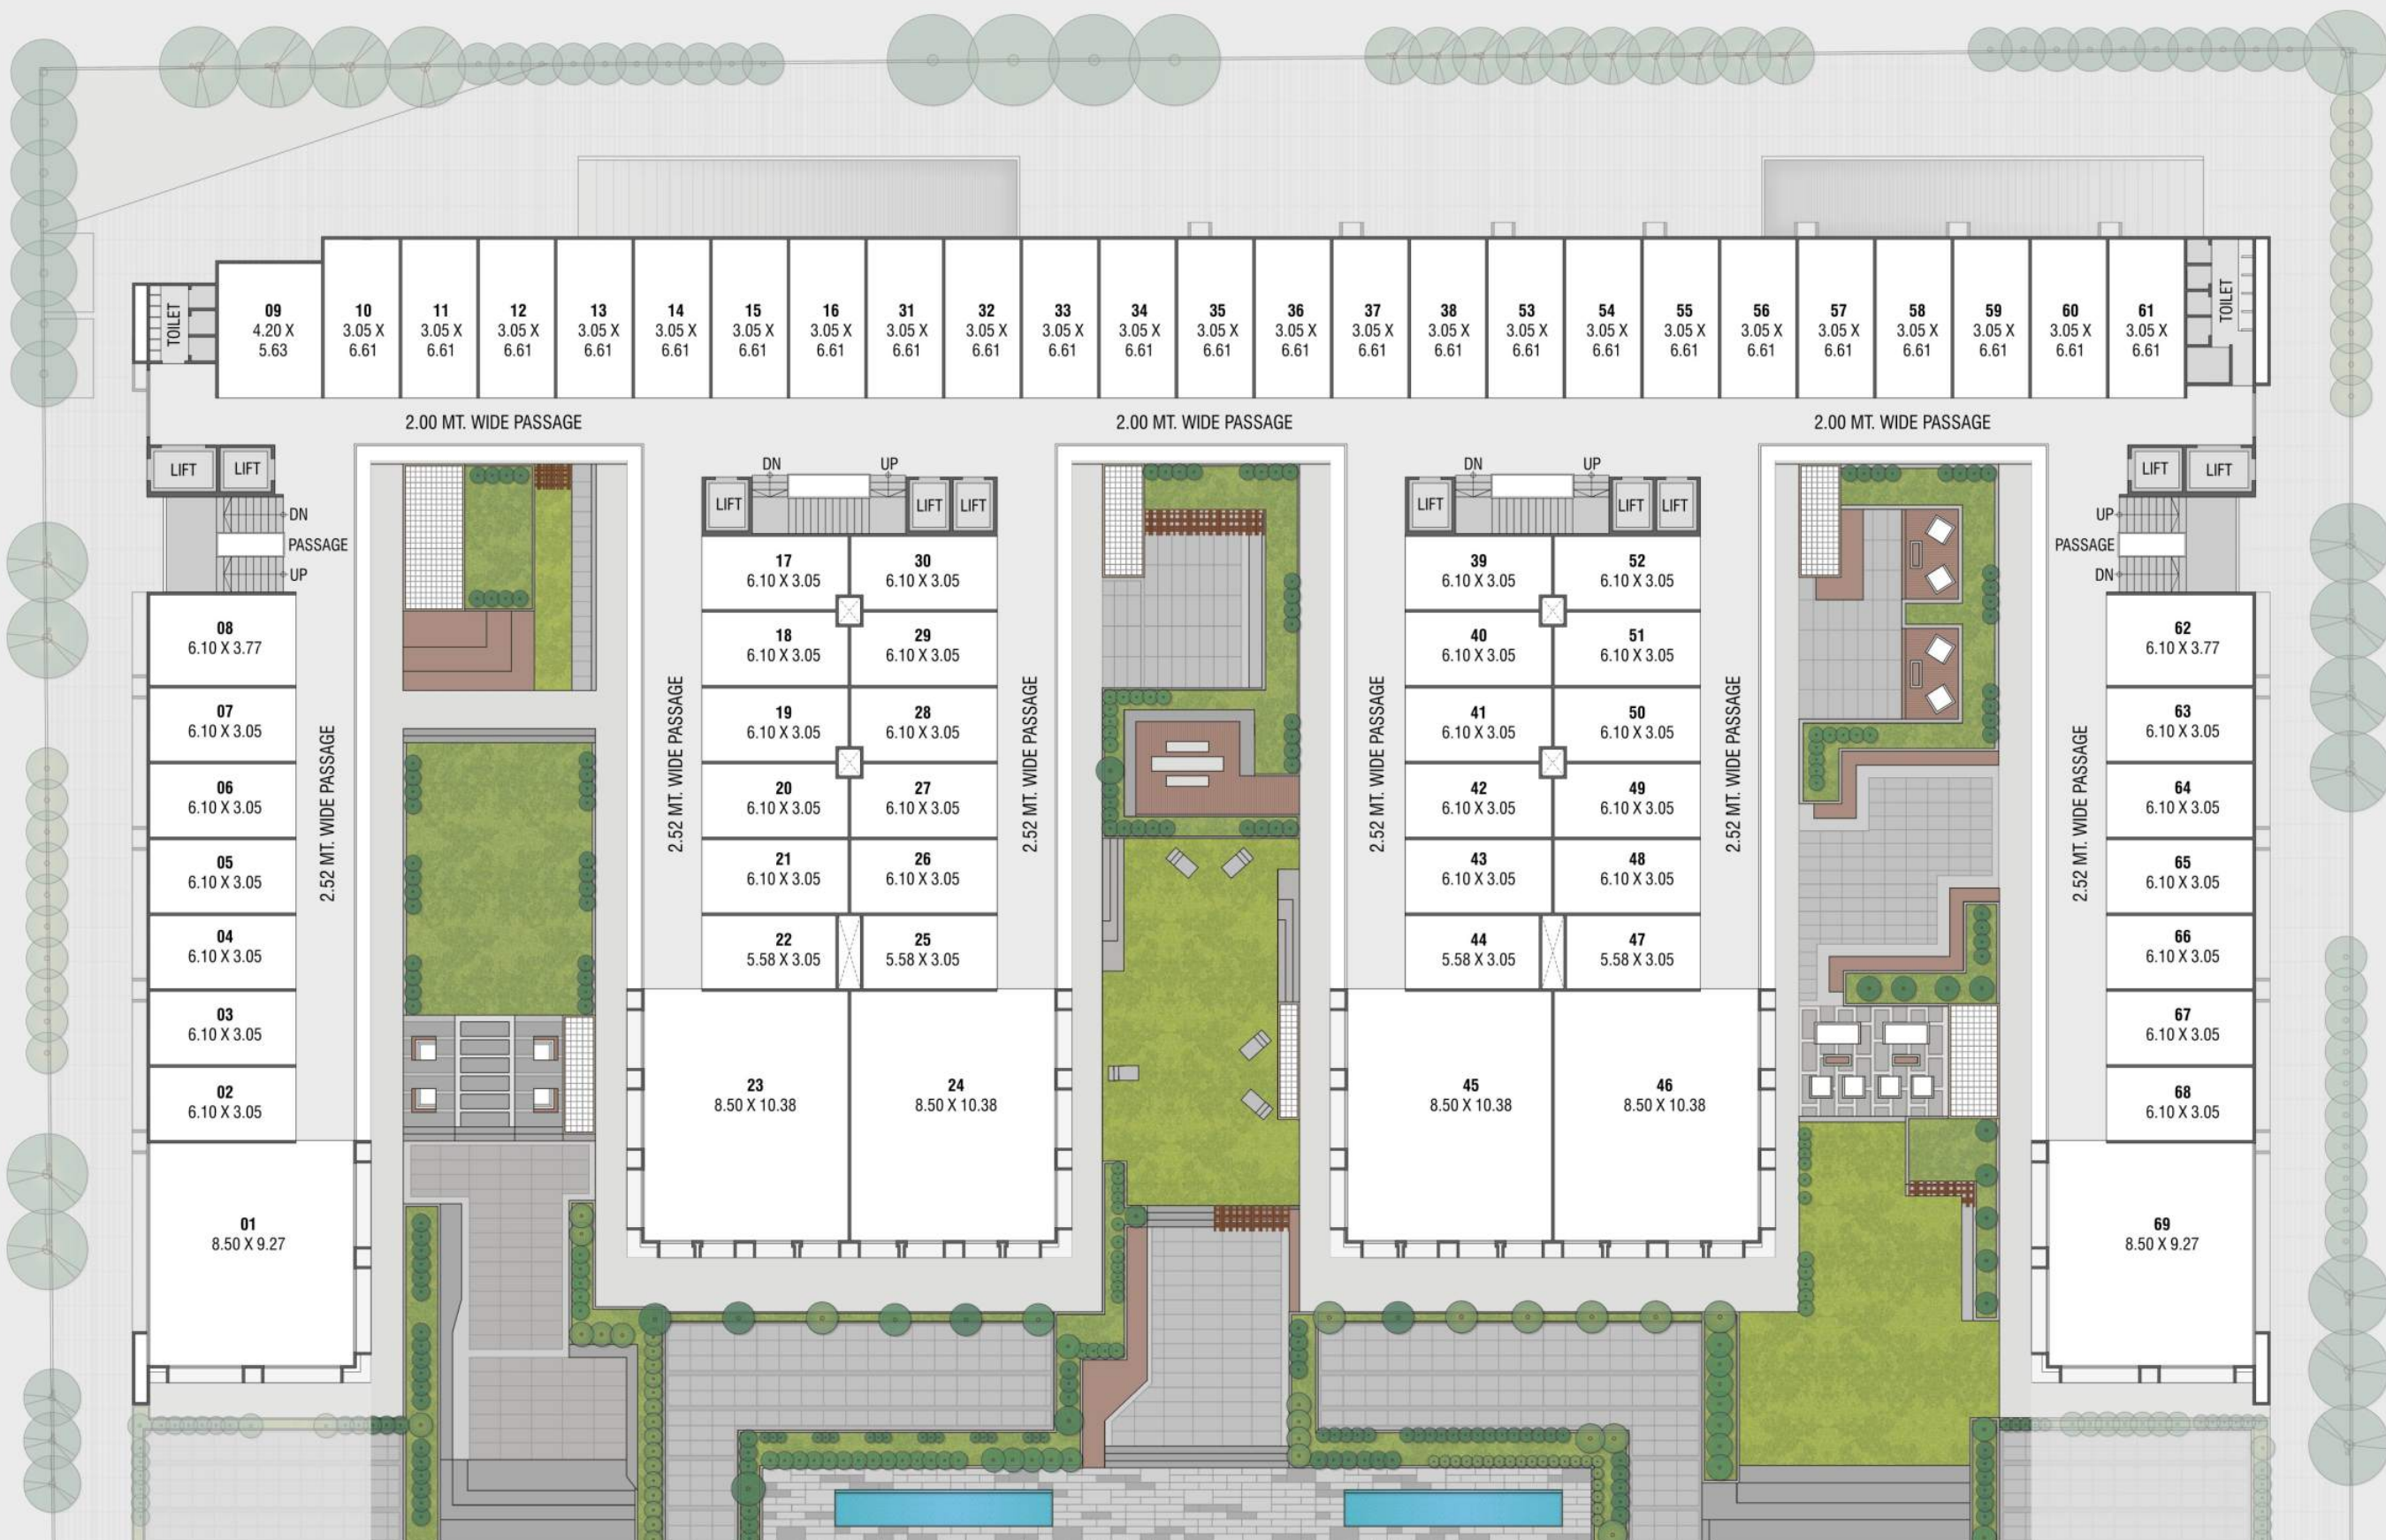 TOILET
09
4.20 X
5.63
10
3.05 X
6.61
11
3.05 X
6.61
12
3.05 X
6.61
13
3.05 X
6.61
14
3.05 X
6.61
15
3.05 X
6.61
16
3.05 X
6.61
31
3.05 X
6.61
32
3.05 X
6.61
33
3.05 X
6.61
34
3.05 X
6.61
35
3.05 X
6.61
36
3.05 X
6.61
37
3.05 X
6.61
38
3.05 X
6.61
53
3.05 X
6.61
54
3.05 X
6.61
55
3.05 X
6.61
56
3.05 X
6.61
57
3.05 X
6.61
58
3.05 X
6.61
59
3.05 X
6.61
60
3.05 X
6.61
61
3.05 X
6.61
TOILET
2.00 MT. WIDE PASSAGE
2.00 MT. WIDE PASSAGE
2.00 MT. WIDE PASSAGE
LIFT
LIFT
DN
PASSAGE
UP
08
6.10 X 3.77
07
6.10 X 3.05
06
6.10 X 3.05
05
6.10 X 3.05
04
6.10 X 3.05
03
6.10 X 3.05
02
6.10 X 3.05
01
8.50 X 9.27
2.52 MT. WIDE PASSAGE
2.52 MT. WIDE PASSAGE
DN
UP
LIFT
LIFT
LIFT
17
6.10 X 3.05
30
6.10 X 3.05
18
6.10 X 3.05
29
6.10 X 3.05
19
6.10 X 3.05
28
6.10 X 3.05
20
6.10 X 3.05
27
6.10 X 3.05
21
6.10 X 3.05
26
6.10 X 3.05
22
5.58 X 3.05
25
5.58 X 3.05
23
8.50 X 10.38
24
8.50 X 10.38
2.52 MT. WIDE PASSAGE
2.52 MT. WIDE PASSAGE
DN
UP
LIFT
LIFT
LIFT
39
6.10 X 3.05
52
6.10 X 3.05
40
6.10 X 3.05
51
6.10 X 3.05
41
6.10 X 3.05
50
6.10 X 3.05
42
6.10 X 3.05
49
6.10 X 3.05
43
6.10 X 3.05
48
6.10 X 3.05
44
5.58 X 3.05
47
5.58 X 3.05
45
8.50 X 10.38
46
8.50 X 10.38
2.52 MT. WIDE PASSAGE
2.52 MT. WIDE PASSAGE
LIFT
LIFT
UP
PASSAGE
DN
62
6.10 X 3.77
63
6.10 X 3.05
64
6.10 X 3.05
65
6.10 X 3.05
66
6.10 X 3.05
67
6.10 X 3.05
68
6.10 X 3.05
69
8.50 X 9.27